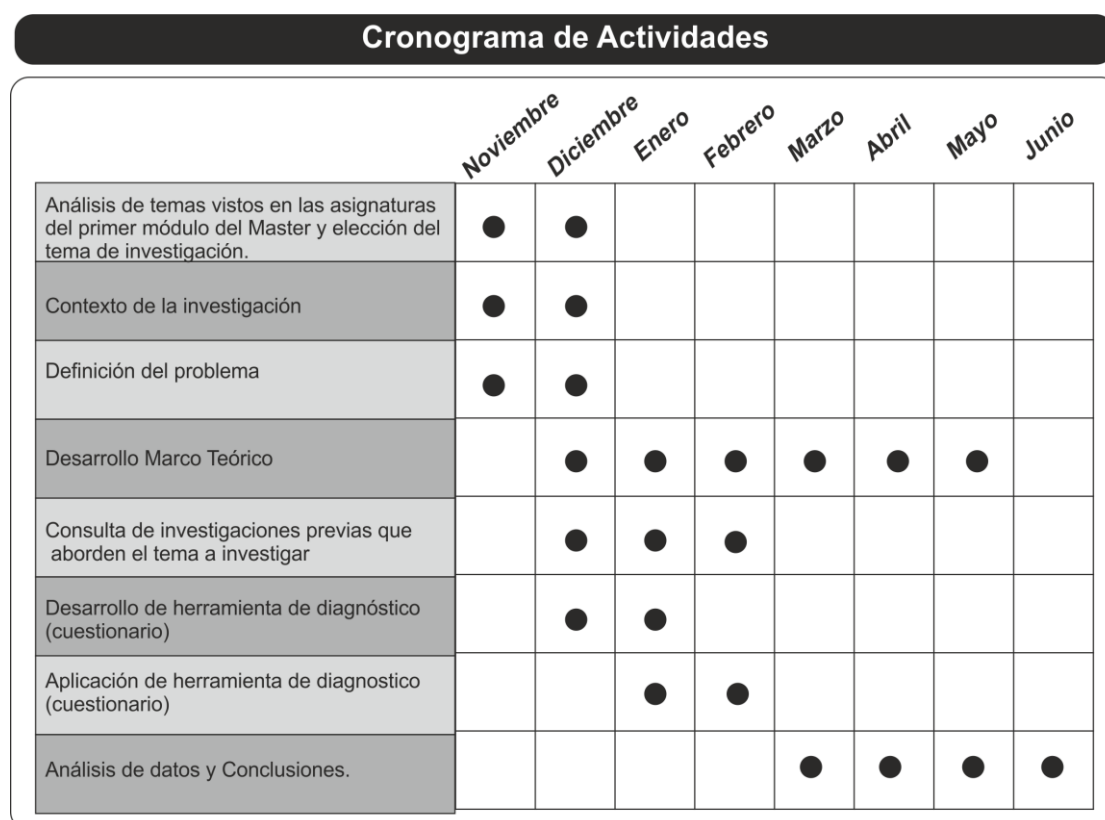 Cronograma de Actividades
Noviembre
Diciembre
Enero
Febrero
Marzo
Abril
Mayo
Junio
Análisis de temas vistos en las asignaturas
del primer módulo del Master y elección del
tema de investigación.
Contexto de la investigación
Definición del problema
Desarrollo Marco Teórico
Consulta de investigaciones previas que
aborden el tema a investigar
Desarrollo de herramienta de diagnóstico
(cuestionario)
Aplicación de herramienta de diagnostico
(cuestionario)
Análisis de datos y Conclusiones.